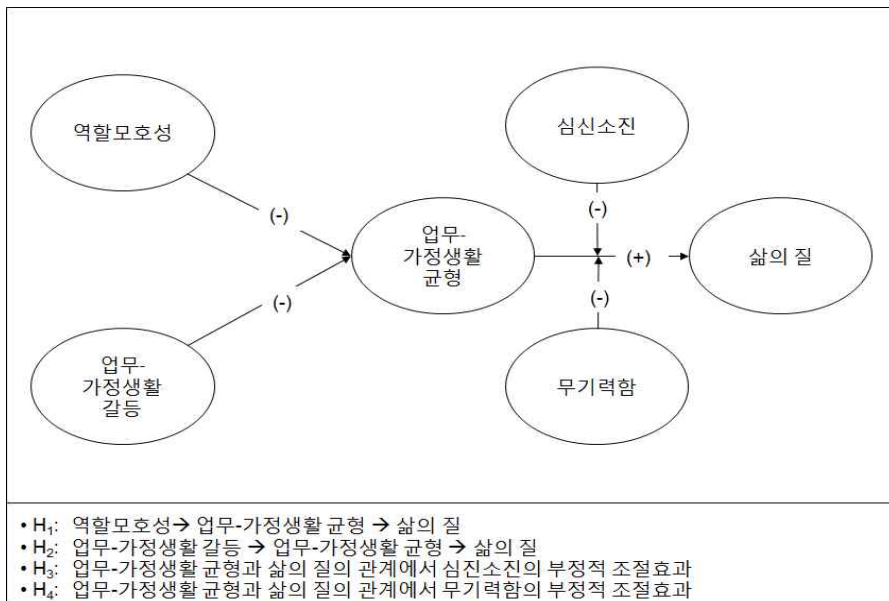 역할모호성
심신소진
(-)
(-)
업무-
가정생활
균형
(+)
삶의 질
(-)
(-)
업무-
가정생활
갈등
무기력함
• H₁: 역할모호성→ 업무-가정생활 균형 → 삶의 질
• H₂: 업무-가정생활 갈등 → 업무-가정생활 균형 → 삶의 질
• H₃: 업무-가정생활 균형과 삶의 질의 관계에서 심진소진의 부정적 조절효과
• H₄: 업무-가정생활 균형과 삶의 질의 관계에서 무기력함의 부정적 조절효과